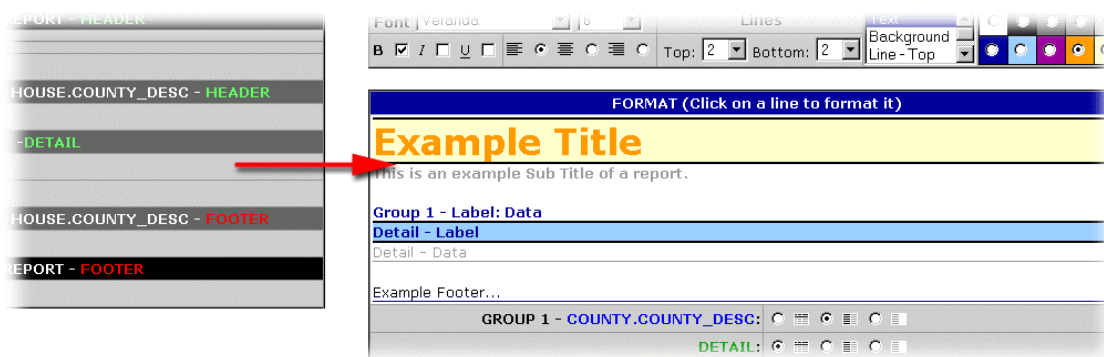 REPORT - HEADER
HOUSE.COUNTY_DESC - HEADER
-DETAIL
HOUSE.COUNTY_DESC - FOOTER
REPORT - FOOTER
Font Veranda 6 Lines Text
Background
B I U Top: 2 Bottom: 2 Line - Top
FORMAT (Click on a line to format it)
Example Title
This is an example Sub Title of a report.
Group 1 - Label: Data
Detail - Label
Detail - Data
Example Footer...
GROUP 1 - COUNTY.COUNTY_DESC:
DETAIL: